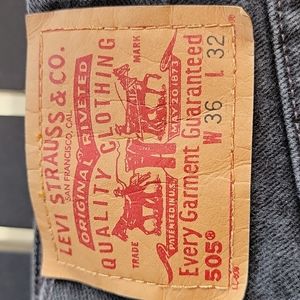 LEVI STRAUSS & CO.
SAN FRANCISCO, CAL.
ORIGINAL RIVETED
QUALITY CLOTHING
TRADE MARK
PATENTED IN U.S.
MAY 20 1873
Every Garment Guaranteed
505®
W 36 L 32